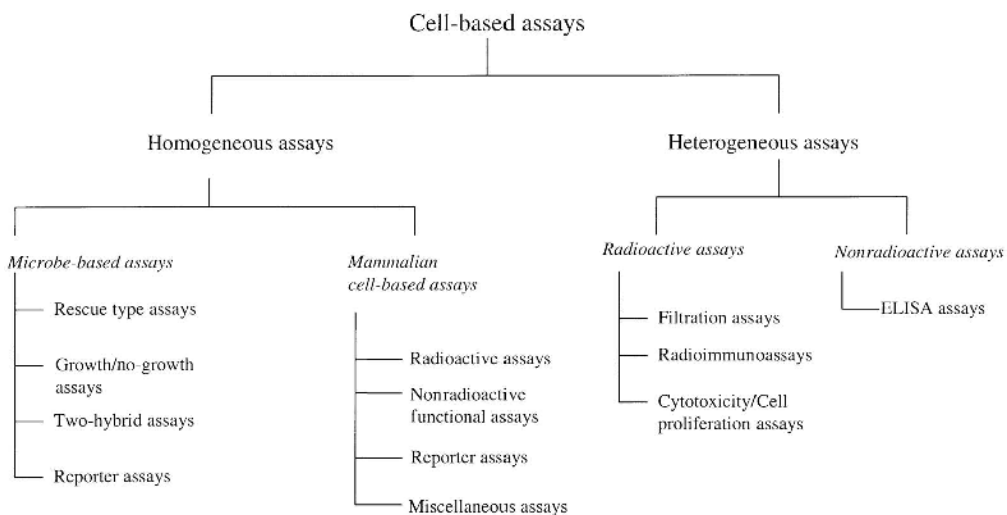 Cell-based assays
Homogeneous assays
Heterogeneous assays
Microbe-based assays
Rescue type assays
Growth/no-growth
assays
Two-hybrid assays
Reporter assays
Mammalian
cell-based assays
Radioactive assays
Nonradioactive
functional assays
Reporter assays
Miscellaneous assays
Radioactive assays
Filtration assays
Radioimmunoassays
Cytotoxicity/Cell
proliferation assays
Nonradioactive assays
ELISA assays